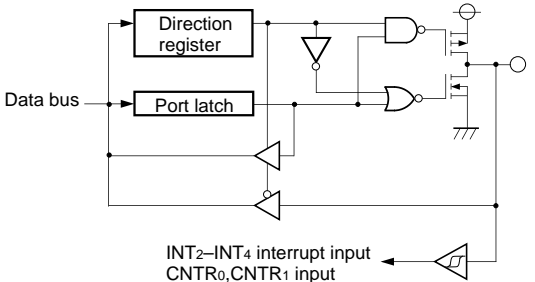 Direction
register
Data bus
Port latch
INT2–INT4 interrupt input
CNTR0,CNTR1 input